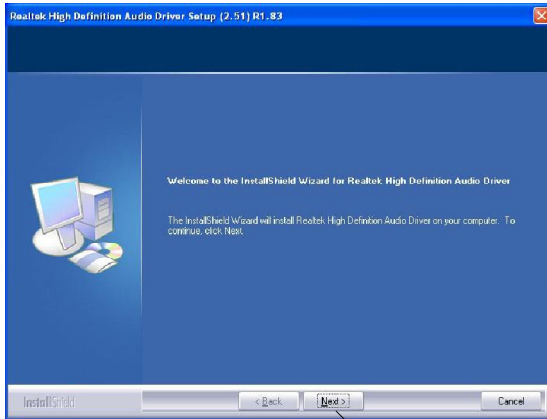 Realtek High Definition Audio Driver Setup (2.51) R1.83
Welcome to the InstallShield Wizard for Realtek High Definition Audio Driver
The InstallShield Wizard will install Realtek High Definition Audio Driver on your computer. To
continue, click Next.
InstallShield
< Back
Next >
Cancel